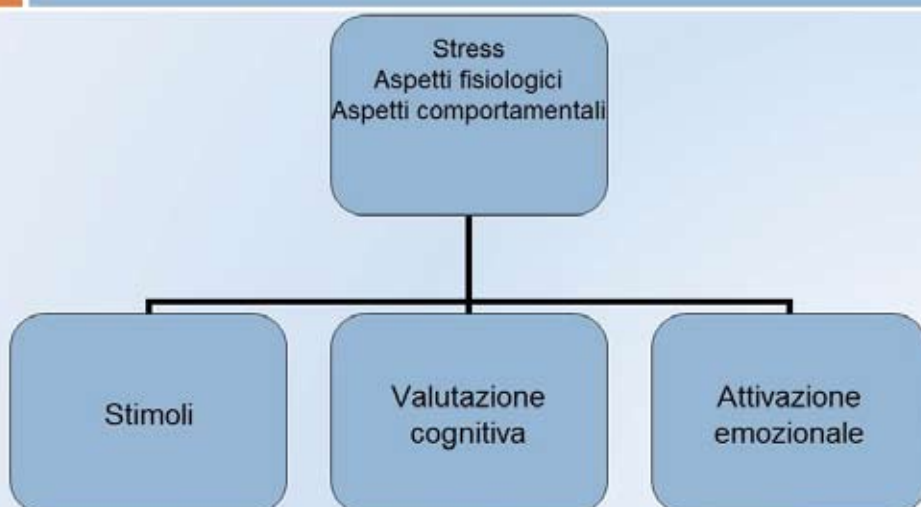 Stress
Aspetti fisiologici
Aspetti comportamentali
Stimoli
Valutazione
cognitiva
Attivazione
emozionale